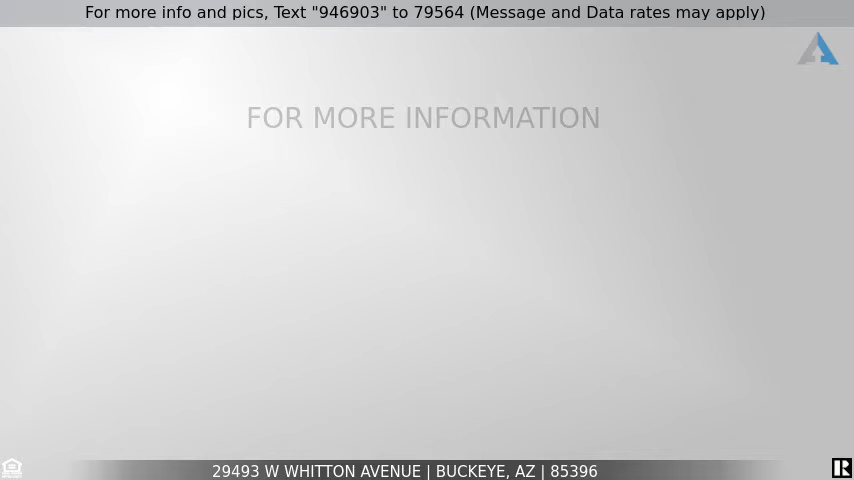 For more info and pics, Text "946903" to 79564 (Message and Data rates may apply)
FOR MORE INFORMATION
29493 W WHITTON AVENUE | BUCKEYE, AZ | 85396